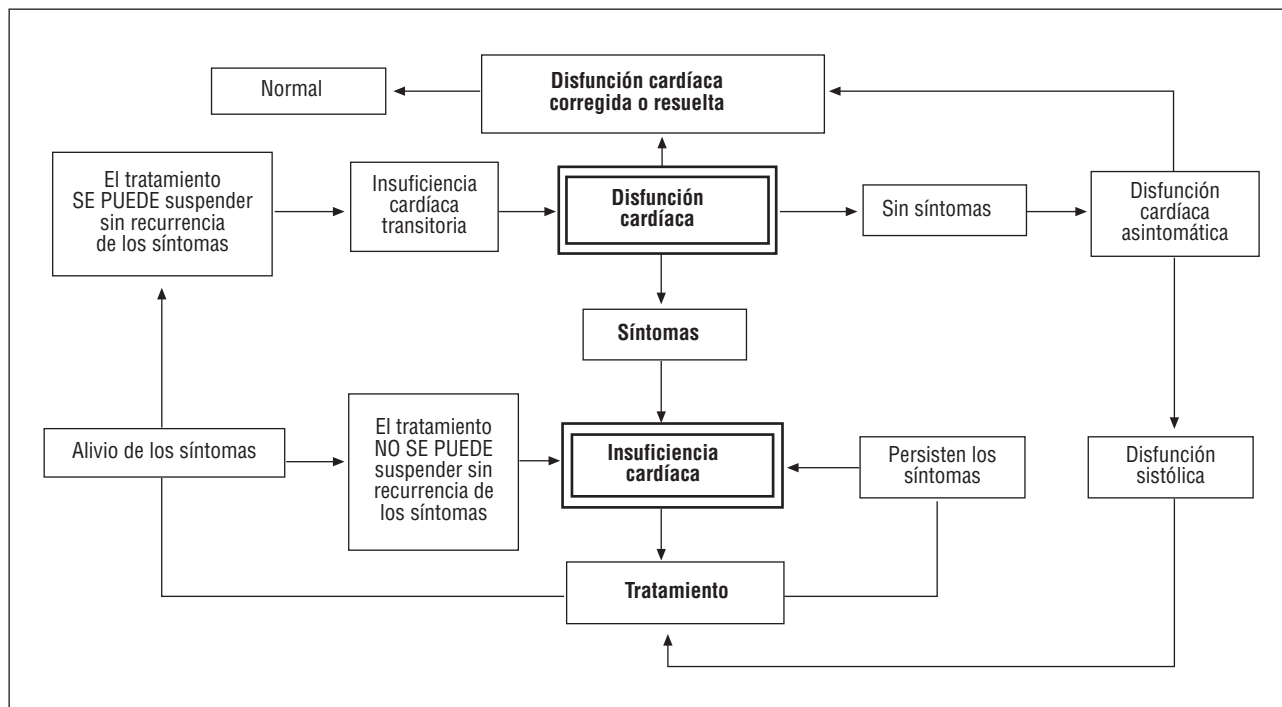 Normal
Disfunción cardíaca
corregida o resuelta
El tratamiento
SE PUEDE suspender
sin recurrencia
de los síntomas
Insuficiencia
cardíaca
transitoria
Disfunción
cardíaca
Sin síntomas
Disfunción
cardíaca
asintomática
Síntomas
Alivio de los síntomas
El tratamiento
NO SE PUEDE
suspender sin
recurrencia de
los síntomas
Insuficiencia
cardíaca
Persisten los
síntomas
Disfunción
sistólica
Tratamiento